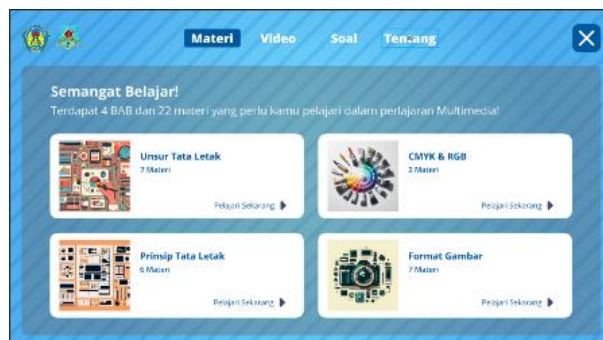 Materi Video Soal Tentang
Semangat Belajar!
Terdapat 4 BAB dan 22 materi yang perlu kamu pelajari dalam perlajaran Multimedia!
Unsur Tata Letak
7 Materi
Pelajari Sekarang
CMYK & RGB
2 Materi
Pelajari Sekarang
Prinsip Tata Letak
6 Materi
Pelajari Sekarang
Format Gambar
7 Materi
Pelajari Sekarang